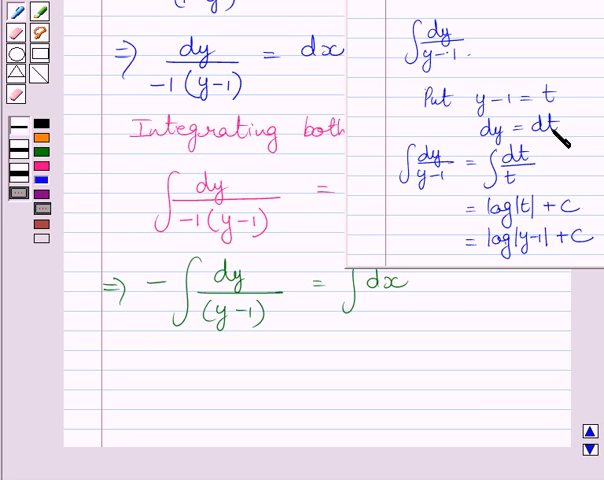 (1-y)
⇒ dy/-1(y-1) = dx
Integrating both
∫ dy/-1(y-1) =
⇒ -∫ dy/(y-1) = ∫ dx
∫ dy/y-1.
Put y-1 = t
dy = dt
∫ dy/y-1 = ∫ dt/t
= log|t| + C
= log|y-1| + C